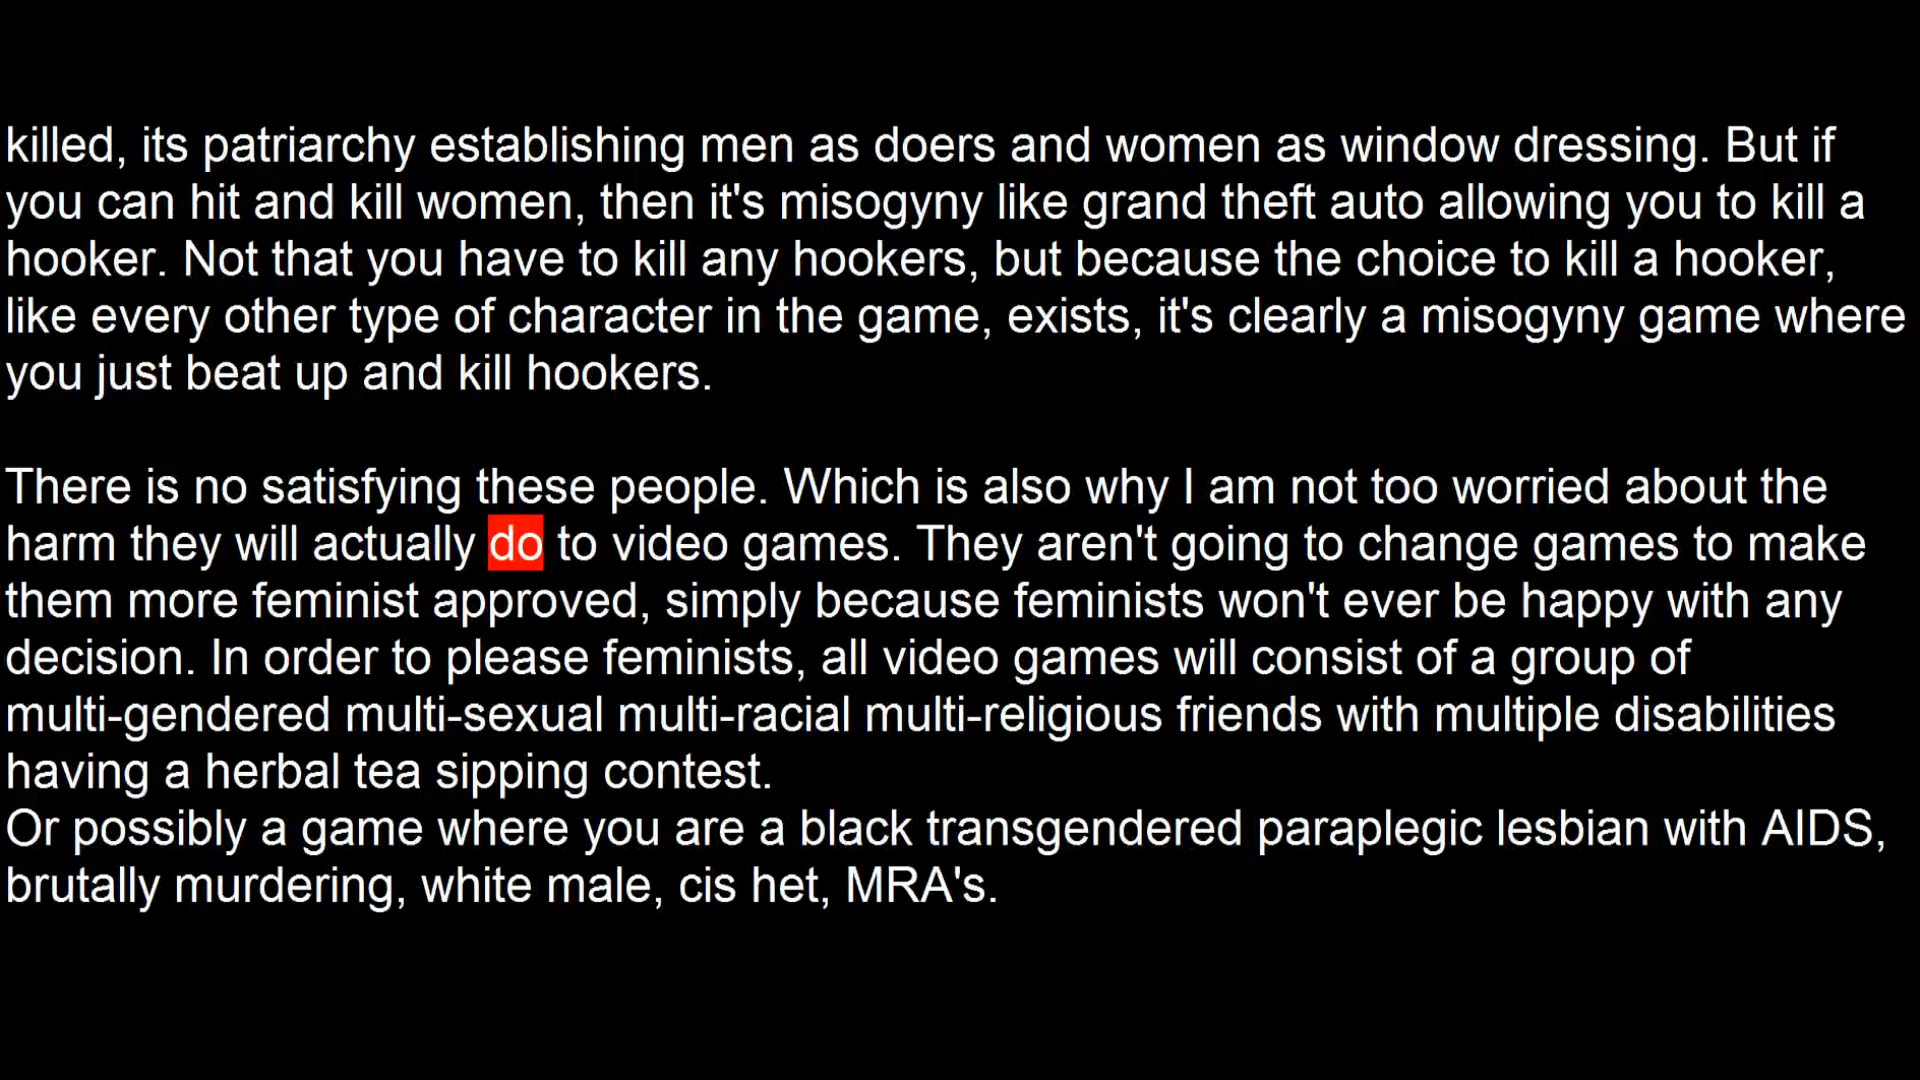 killed, its patriarchy establishing men as doers and women as window dressing. But if
you can hit and kill women, then it's misogyny like grand theft auto allowing you to kill a
hooker. Not that you have to kill any hookers, but because the choice to kill a hooker,
like every other type of character in the game, exists, it's clearly a misogyny game where
you just beat up and kill hookers.
There is no satisfying these people. Which is also why I am not too worried about the
harm they will actually do to video games. They aren't going to change games to make
them more feminist approved, simply because feminists won't ever be happy with any
decision. In order to please feminists, all video games will consist of a group of
multi-gendered multi-sexual multi-racial multi-religious friends with multiple disabilities
having a herbal tea sipping contest.
Or possibly a game where you are a black transgendered paraplegic lesbian with AIDS,
brutally murdering, white male, cis het, MRA's.